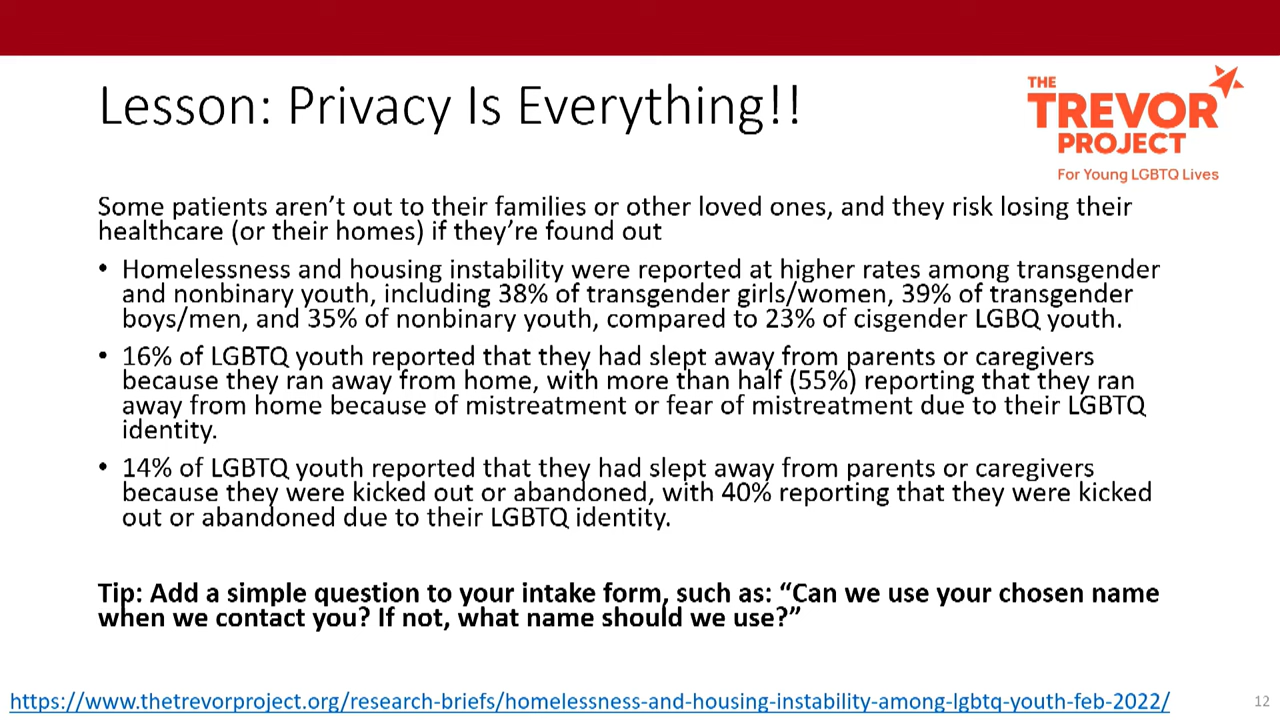 Lesson: Privacy Is Everything!!
THE
TREVOR
PROJECT
For Young LGBTQ Lives
Some patients aren’t out to their families or other loved ones, and they risk losing their
healthcare (or their homes) if they’re found out
• Homelessness and housing instability were reported at higher rates among transgender
and nonbinary youth, including 38% of transgender girls/women, 39% of transgender
boys/men, and 35% of nonbinary youth, compared to 23% of cisgender LGBQ youth.
• 16% of LGBTQ youth reported that they had slept away from parents or caregivers
because they ran away from home, with more than half (55%) reporting that they ran
away from home because of mistreatment or fear of mistreatment due to their LGBTQ
identity.
• 14% of LGBTQ youth reported that they had slept away from parents or caregivers
because they were kicked out or abandoned, with 40% reporting that they were kicked
out or abandoned due to their LGBTQ identity.
Tip: Add a simple question to your intake form, such as: “Can we use your chosen name
when we contact you? If not, what name should we use?”
https://www.thetrevorproject.org/research-briefs/homelessness-and-housing-instability-among-lgbtq-youth-feb-2022/
12